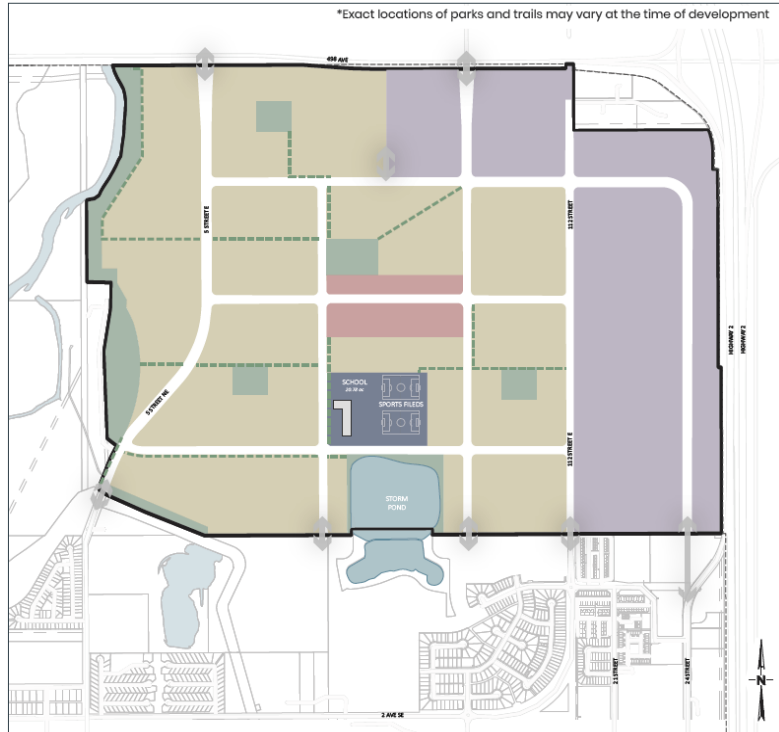 *Exact locations of parks and trails may vary at the time of development
498 AVE
5 STREET E
112 STREET
HIGHWAY 2
HIGHWAY 2
SCHOOL
SPORTS FILEDS
5 STREET NE
112 STREET E
STORM
POND
21 STREET
24 STREET
N
2 AVE SE